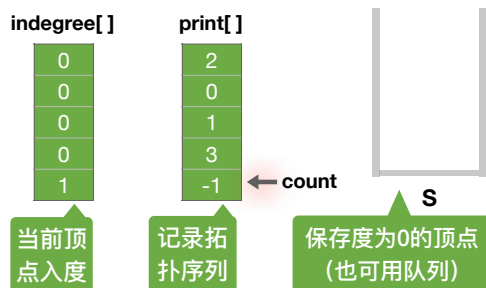 indegree[ ]
print[ ]
0
2
0
0
0
1
0
3
1
-1
count
S
当前顶
点入度
记录拓
扑序列
保存度为0的顶点
（也可用队列）